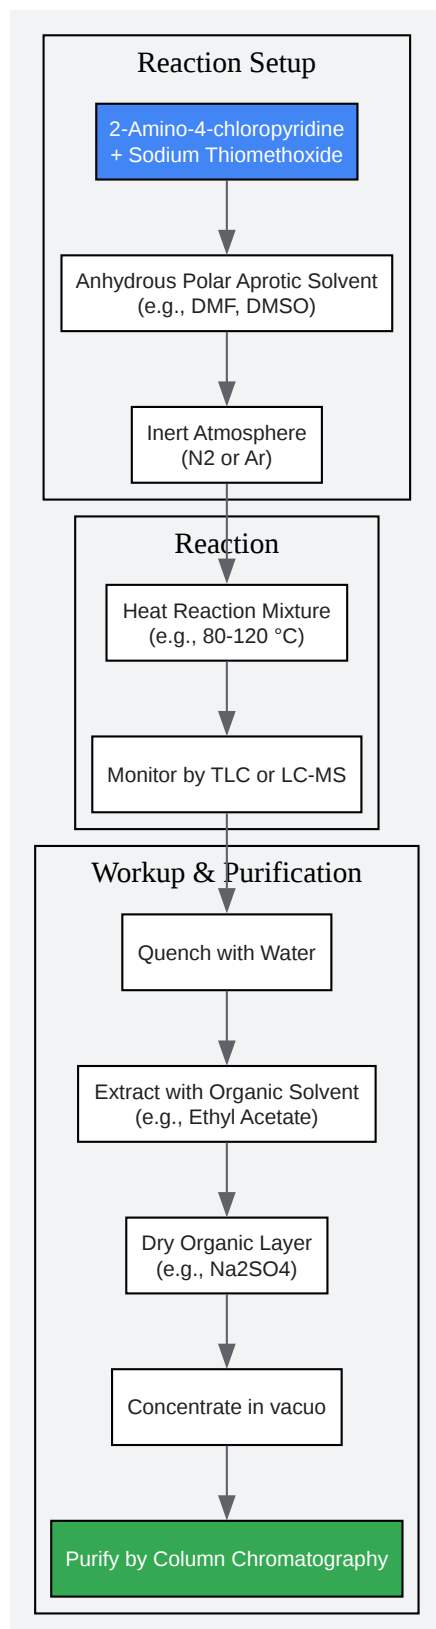 Reaction Setup
2-Amino-4-chloropyridine
+ Sodium Thiomethoxide
Anhydrous Polar Aprotic Solvent
(e.g., DMF, DMSO)
Inert Atmosphere
(N2 or Ar)
Reaction
Heat Reaction Mixture
(e.g., 80-120 °C)
Monitor by TLC or LC-MS
Workup & Purification
Quench with Water
Extract with Organic Solvent
(e.g., Ethyl Acetate)
Dry Organic Layer
(e.g., Na2SO4)
Concentrate in vacuo
Purify by Column Chromatography